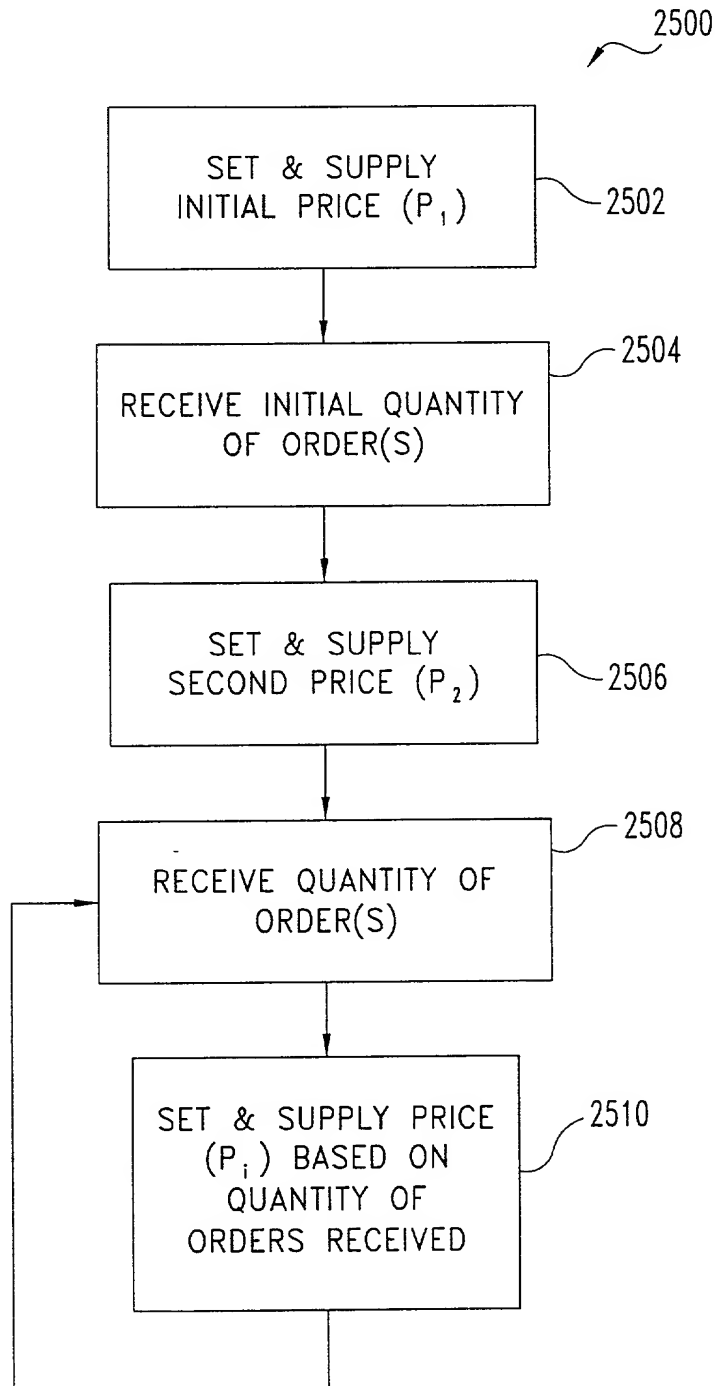 2500
SET & SUPPLY
INITIAL PRICE (P₁)
2502
2504
RECEIVE INITIAL QUANTITY
OF ORDER(S)
SET & SUPPLY
SECOND PRICE (P₂)
2506
2508
RECEIVE QUANTITY OF
ORDER(S)
SET & SUPPLY PRICE
(Pᵢ) BASED ON
QUANTITY OF
ORDERS RECEIVED
2510